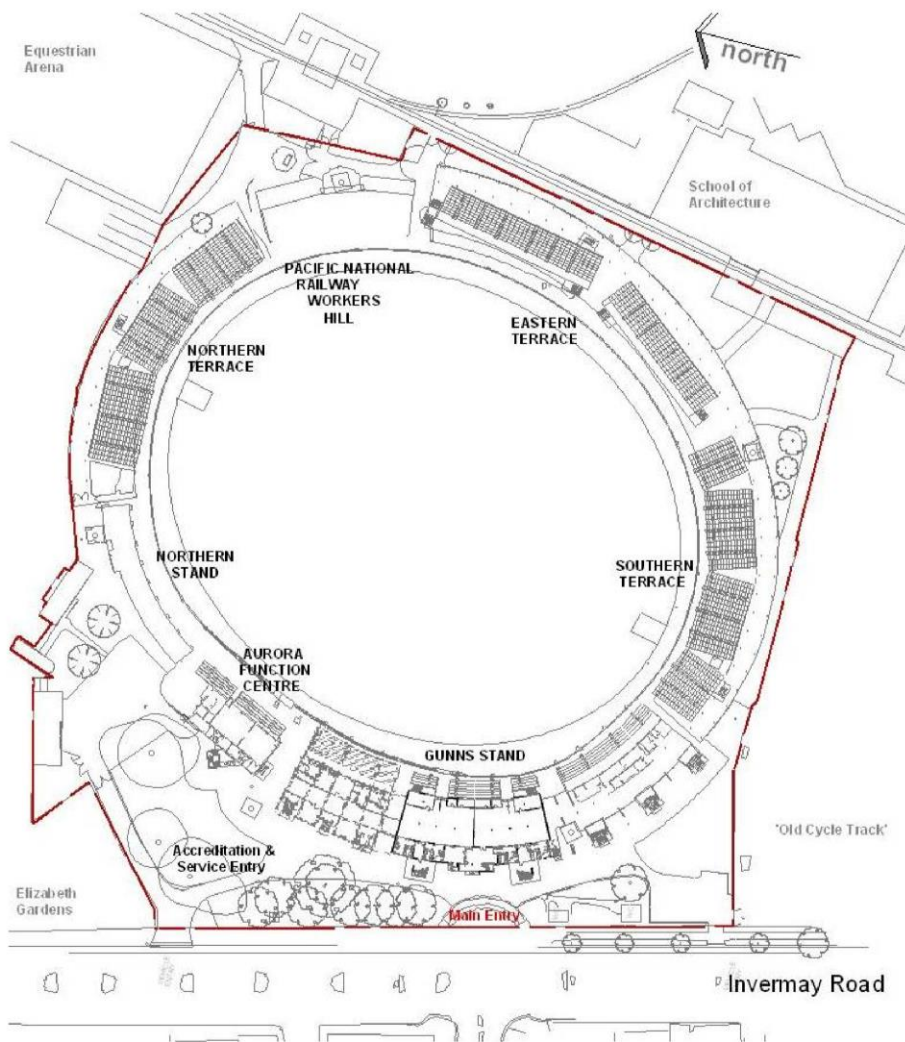 Equestrian
Arena
north
School of
Architecture
PACIFIC NATIONAL
RAILWAY
WORKERS
HILL
EASTERN
TERRACE
NORTHERN
TERRACE
NORTHERN
STAND
SOUTHERN
TERRACE
AURORA
FUNCTION
CENTRE
GUNNS STAND
'Old Cycle Track'
Accreditation &
Service Entry
Elizabeth
Gardens
Main Entry
Invermay Road